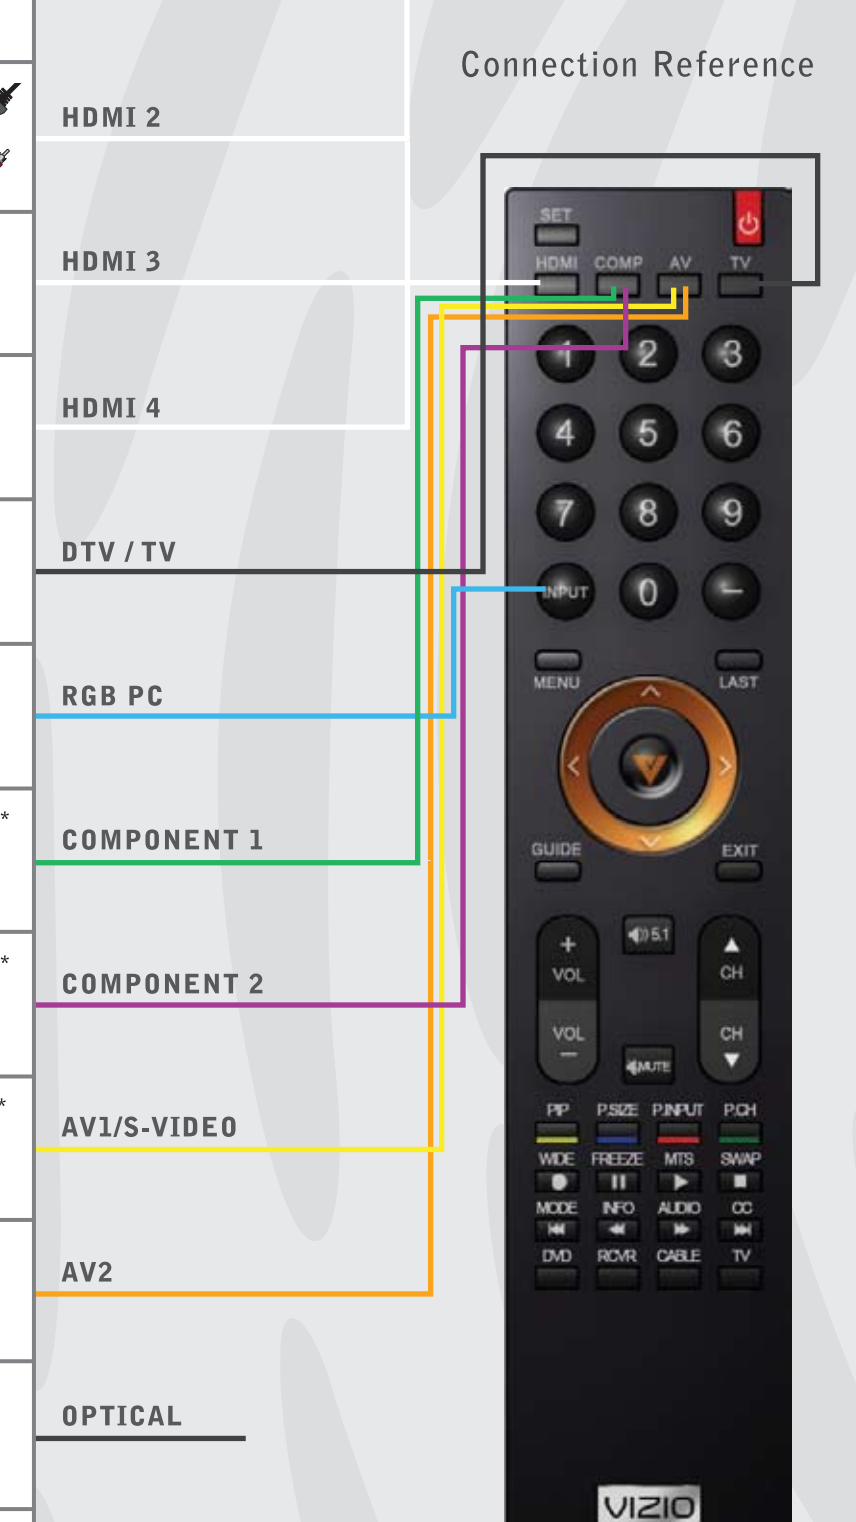 Connection Reference
HDMI 2
HDMI 3
HDMI 4
DTV / TV
RGB PC
*
COMPONENT 1
*
COMPONENT 2
*
AV1/S-VIDEO
AV2
OPTICAL
SET
HDMI COMP AV TV
1 2 3
4 5 6
7 8 9
INPUT 0 –
MENU LAST
GUIDE EXIT
+ 5.1
VOL CH
VOL CH
– MUTE
PIP P.SIZE P.INPUT P.CH
WIDE FREEZE MTS SWAP
MODE INFO AUDIO CC
DVD RCVR CABLE TV
VIZIO